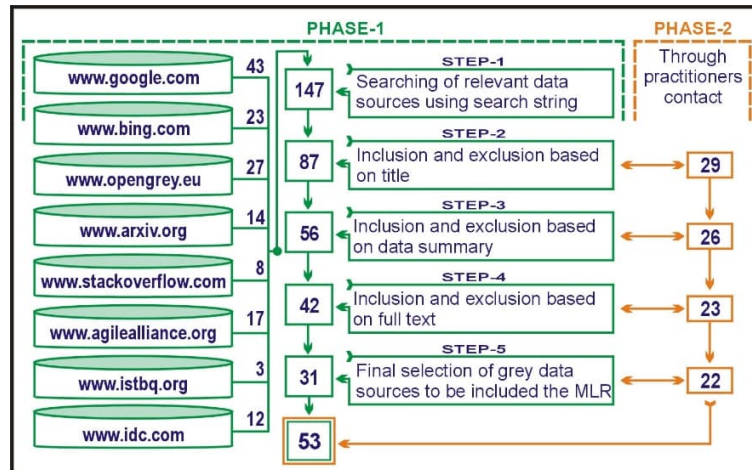 PHASE-1
PHASE-2
www.google.com
43
www.bing.com
23
www.opengrey.eu
27
www.arxiv.org
14
www.stackoverflow.com
8
www.agilealliance.org
17
www.istbq.org
3
www.idc.com
12
147
STEP-1
Searching of relevant data
sources using search string
87
STEP-2
Inclusion and exclusion based
on title
56
STEP-3
Inclusion and exclusion based
on data summary
42
STEP-4
Inclusion and exclusion based
on full text
31
STEP-5
Final selection of grey data
sources to be included the MLR
53
Through
practitioners
contact
29
26
23
22